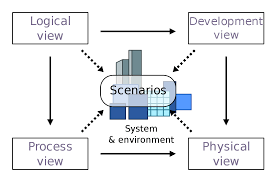 Logical
view
Development
view
Scenarios
System
& environment
Process
view
Physical
view